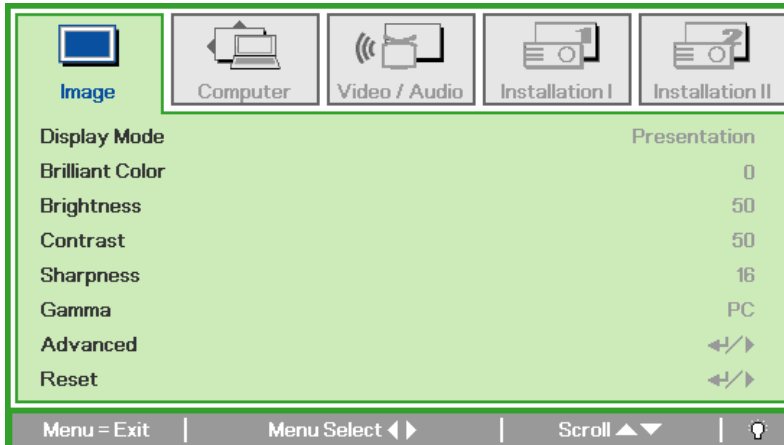 Image Computer Video / Audio Installation I Installation II
Display Mode Presentation
Brilliant Color 0
Brightness 50
Contrast 50
Sharpness 16
Gamma PC
Advanced
Reset
Menu = Exit Menu Select Scroll